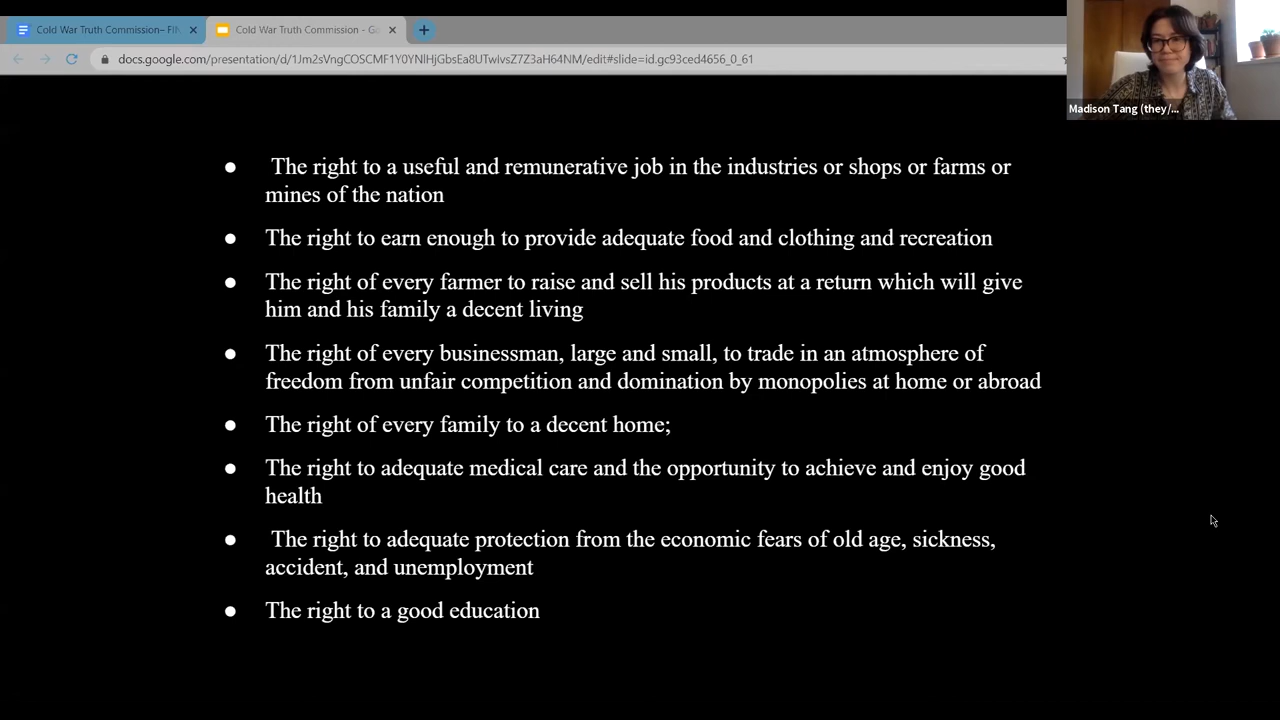 Cold War Truth Commission– FIN
Cold War Truth Commission - G
docs.google.com/presentation/d/1Jm2sVngCOSCMF1Y0YNlHjGbsEa8UTwivsZ7Z3aH64NM/edit#slide=id.gc93ced4656_0_61
Madison Tang (they/...
● The right to a useful and remunerative job in the industries or shops or farms or
mines of the nation
● The right to earn enough to provide adequate food and clothing and recreation
● The right of every farmer to raise and sell his products at a return which will give
him and his family a decent living
● The right of every businessman, large and small, to trade in an atmosphere of
freedom from unfair competition and domination by monopolies at home or abroad
● The right of every family to a decent home;
● The right to adequate medical care and the opportunity to achieve and enjoy good
health
● The right to adequate protection from the economic fears of old age, sickness,
accident, and unemployment
● The right to a good education